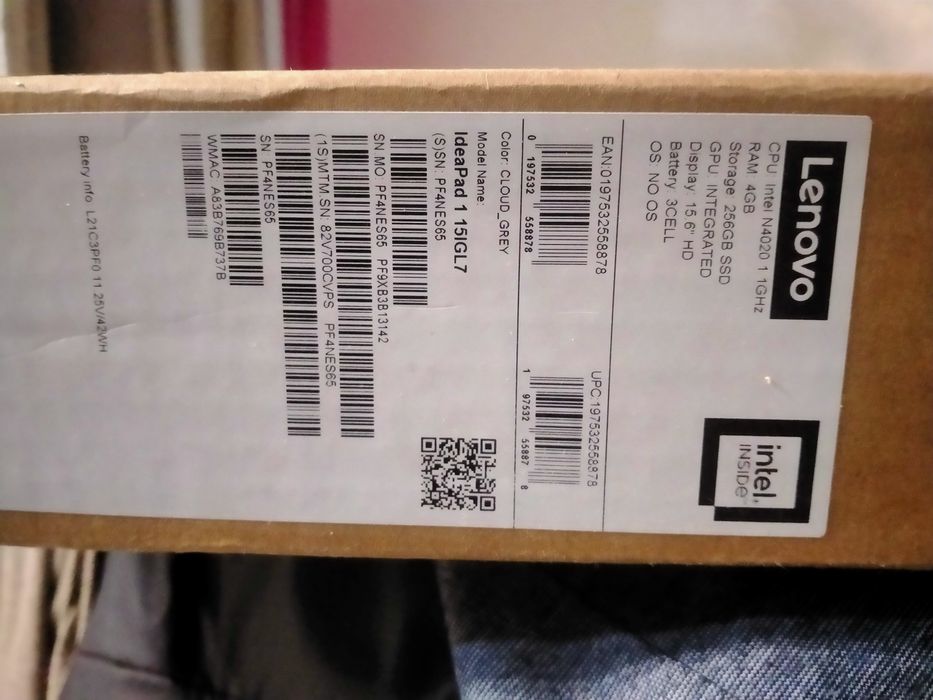 Lenovo
CPU: Intel N4020 1.1GHz
RAM: 4GB
Storage: 256GB SSD
GPU: INTEGRATED
Display: 15.6" HD
Battery: 3CELL
OS: NO OS
intel
INSIDE
EAN:0197532558878
0 197532 558878
UPC:197532558878
1 97532 55887 8
Color: CLOUD_GREY
Model Name:
IdeaPad 1 15IGL7
(S)SN: PF4NES65
SN MO: PF4NES65 PF9XB3B13142
(1S)MTM SN: 82V700CVPS PF4NES65
SN PF4NES65
WMAC A83B769B737B
Battery info L21C3PF0 11.25V/42WH